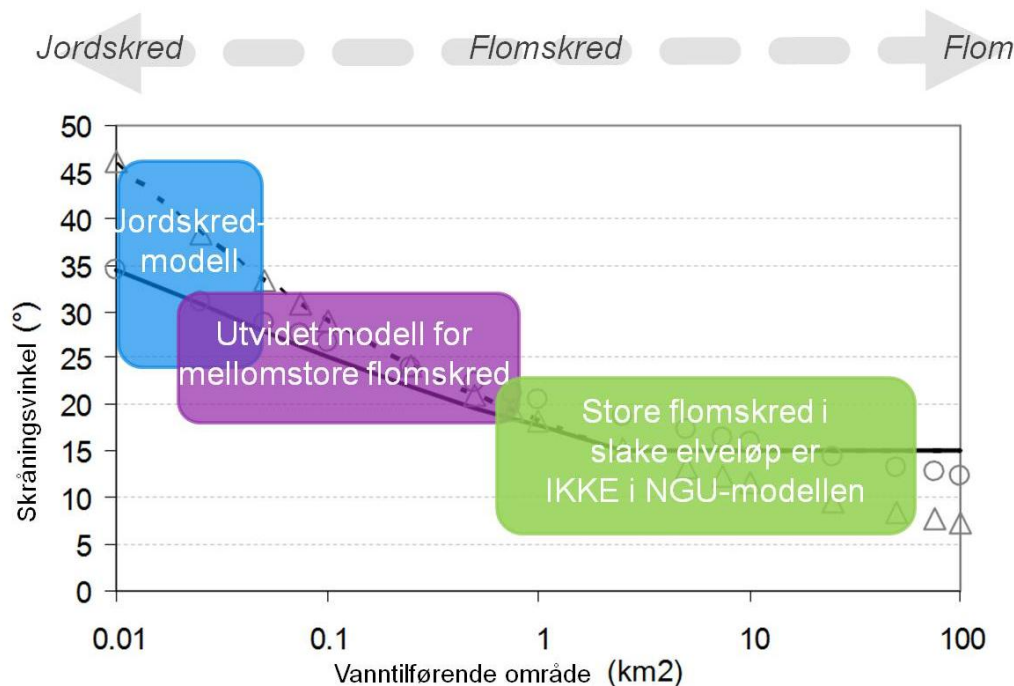 Jordskred Flomskred Flom
50
45
40
35
30
25
20
15
10
5
0
Skråningsvinkel (°)
Jordskred-
modell
Utvidet modell for
mellomstore flomskred
Store flomskred i
slake elveløp er
IKKE i NGU-modellen
0.01 0.1 1 10 100
Vanntilførende område (km2)